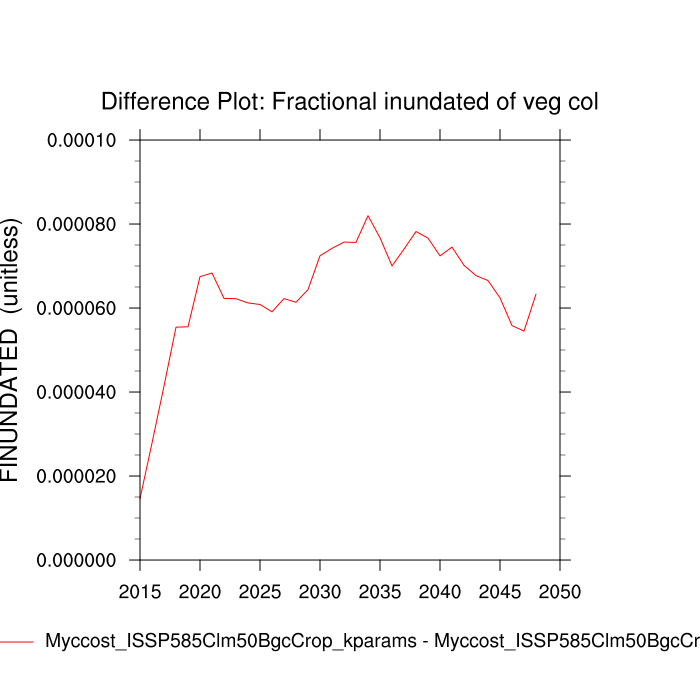 Difference Plot: Fractional inundated of veg col
FINUNDATED (unitless)
0.00010
0.000080
0.000060
0.000040
0.000020
0.000000
2015 2020 2025 2030 2035 2040 2045 2050
Myccost_ISSP585Clm50BgcCrop_kparams - Myccost_ISSP585Clm50BgcCr